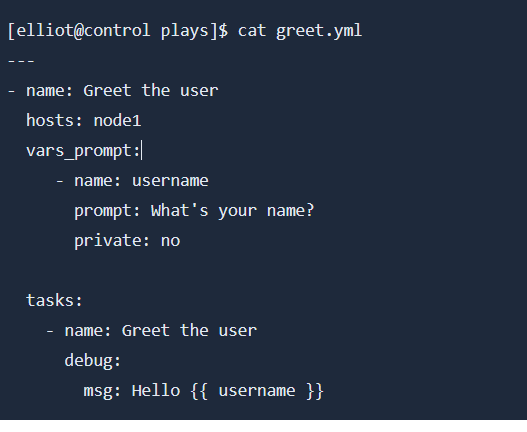 [elliot@control plays]$ cat greet.yml
---
- name: Greet the user
  hosts: node1
  vars_prompt:
     - name: username
       prompt: What's your name?
       private: no

  tasks:
    - name: Greet the user
      debug:
        msg: Hello {{ username }}